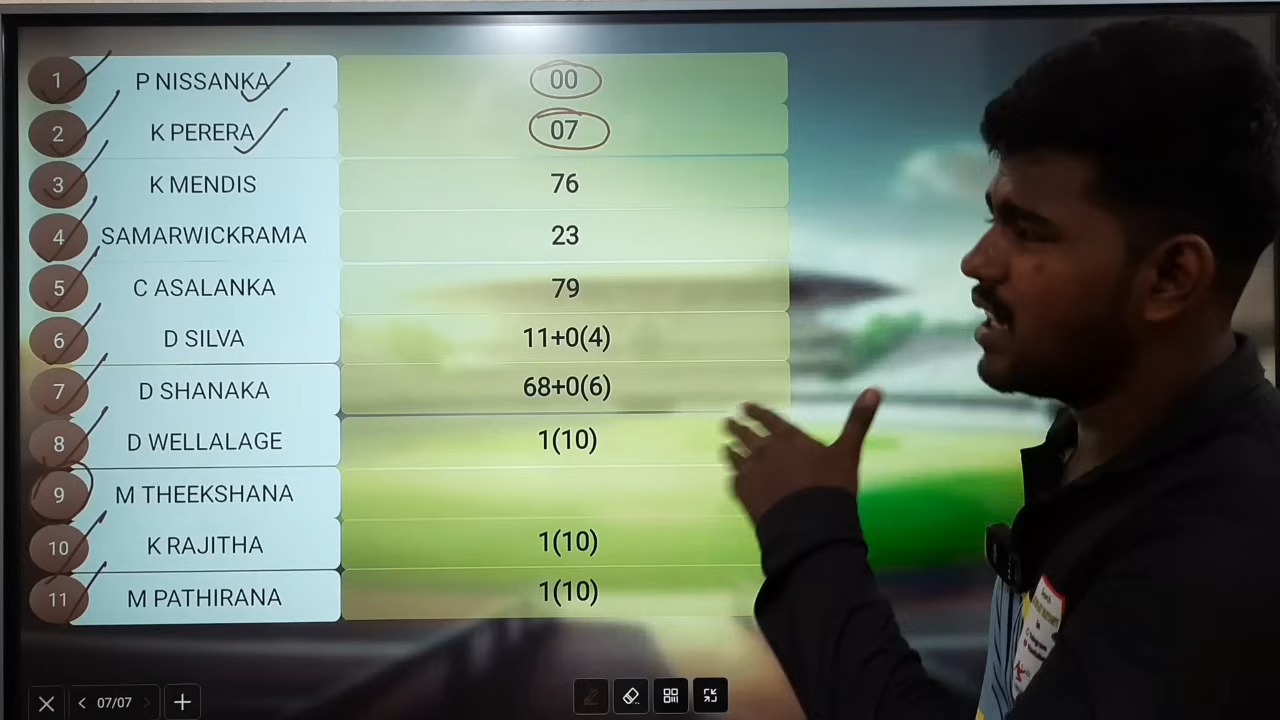 1 P NISSANKA 00
2 K PERERA 07
3 K MENDIS 76
4 SAMARWICKRAMA 23
5 C ASALANKA 79
6 D SILVA 11+0(4)
7 D SHANAKA 68+0(6)
8 D WELLALAGE 1(10)
9 M THEEKSHANA
10 K RAJITHA 1(10)
11 M PATHIRANA 1(10)
07/07